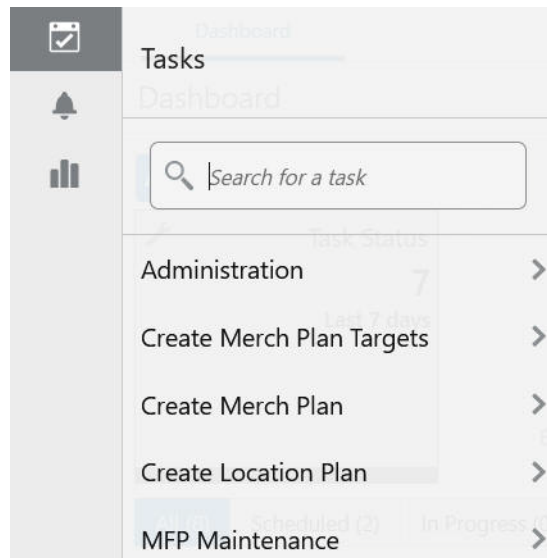 Dashboard
Tasks
Dashboard
Search for a task
Task Status
Administration
7
Last 7 days
Create Merch Plan Targets
Create Merch Plan
Create Location Plan
Scheduled (2) In Progress
MFP Maintenance